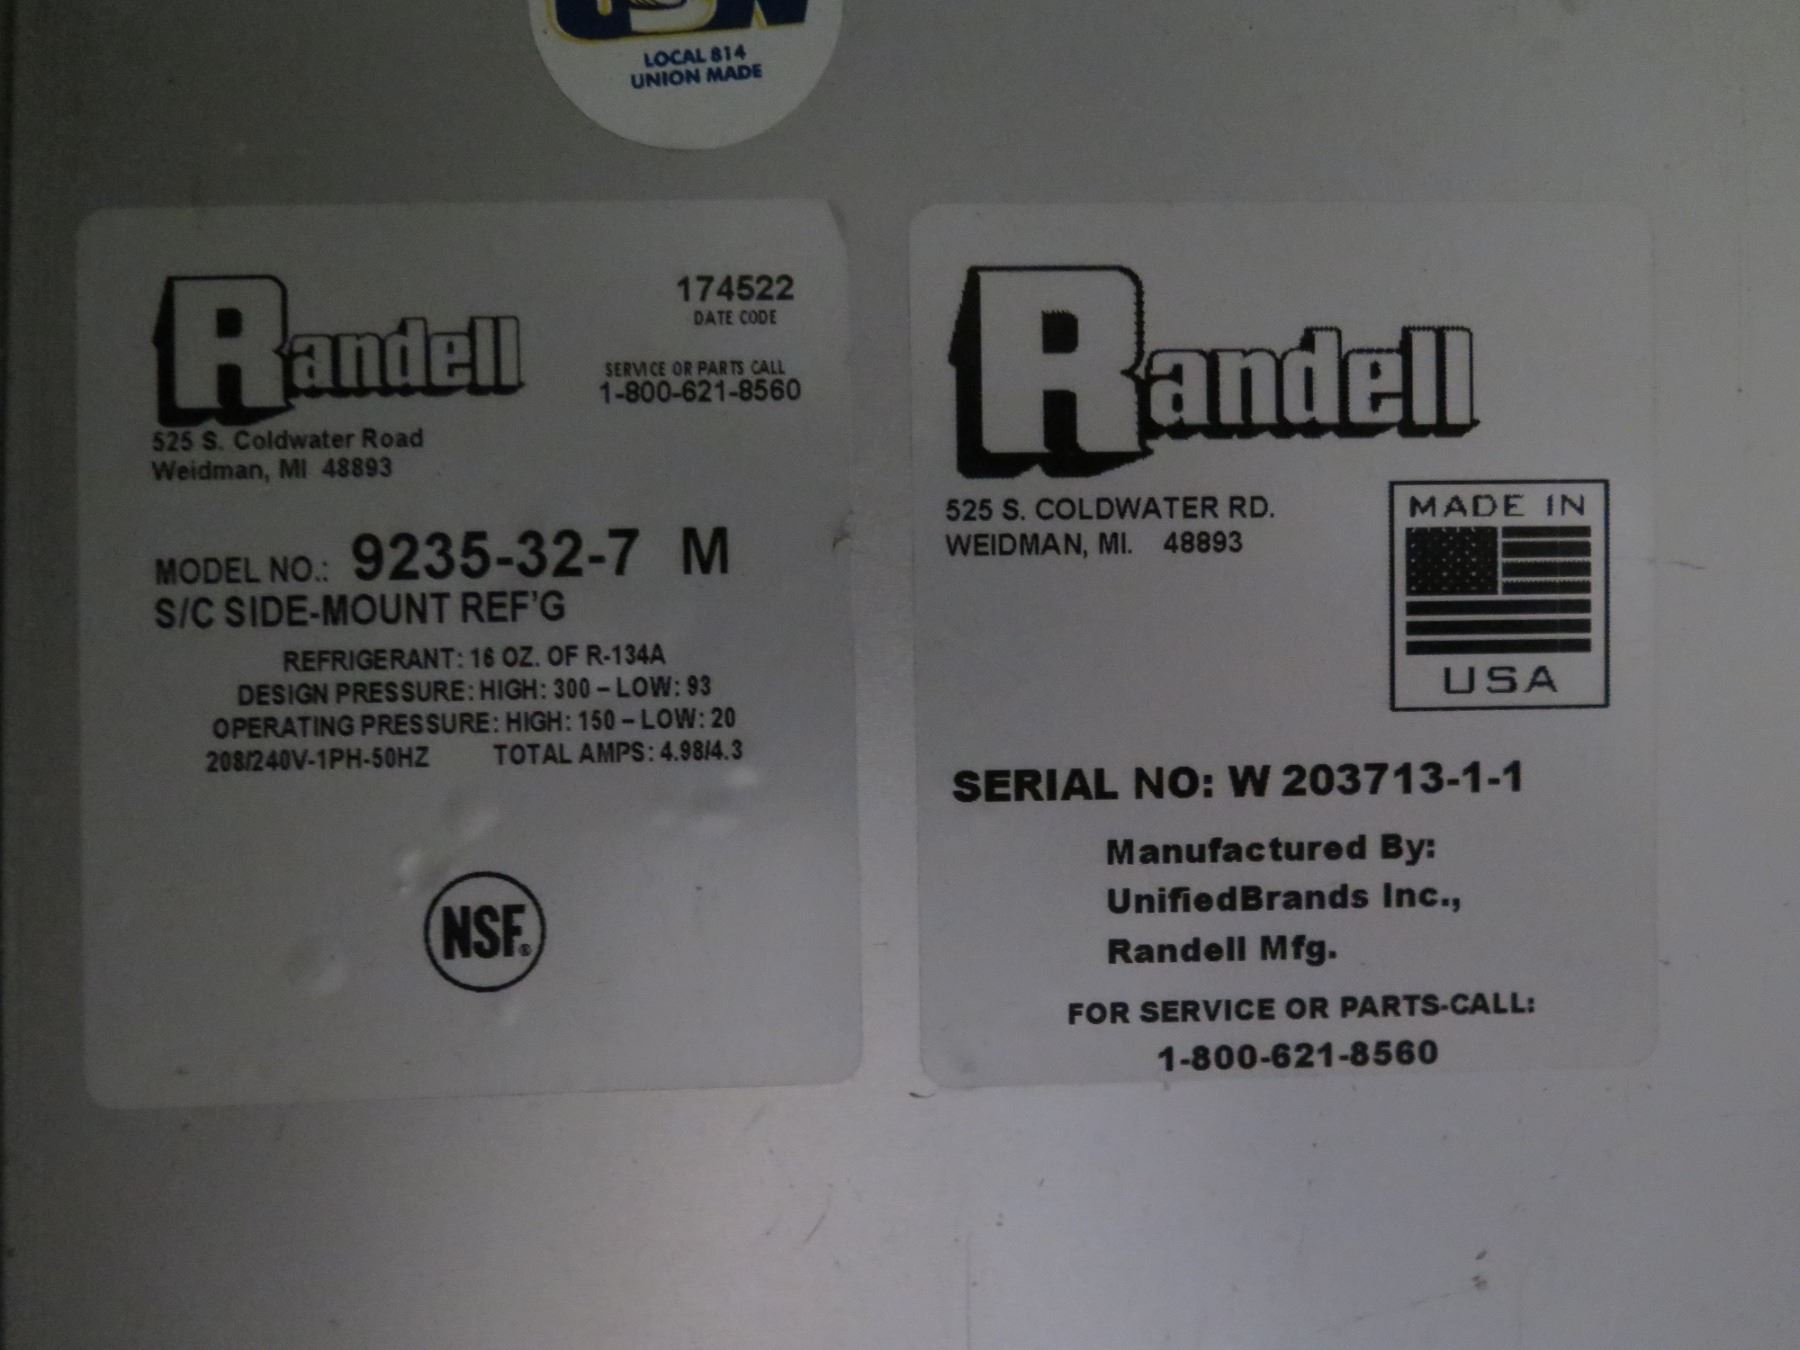 LOCAL 814
UNION MADE
Randell
174522
DATE CODE
SERVICE OR PARTS CALL
1-800-621-8560
525 S. Coldwater Road
Weidman, MI 48893
MODEL NO.: 9235-32-7 M
S/C SIDE-MOUNT REF'G
REFRIGERANT: 16 OZ. OF R-134A
DESIGN PRESSURE: HIGH: 300 – LOW: 93
OPERATING PRESSURE: HIGH: 150 – LOW: 20
208/240V-1PH-50HZ TOTAL AMPS: 4.98/4.3
NSF®
Randell
525 S. COLDWATER RD.
WEIDMAN, MI. 48893
MADE IN
USA
SERIAL NO: W 203713-1-1
Manufactured By:
UnifiedBrands Inc.,
Randell Mfg.
FOR SERVICE OR PARTS-CALL:
1-800-621-8560